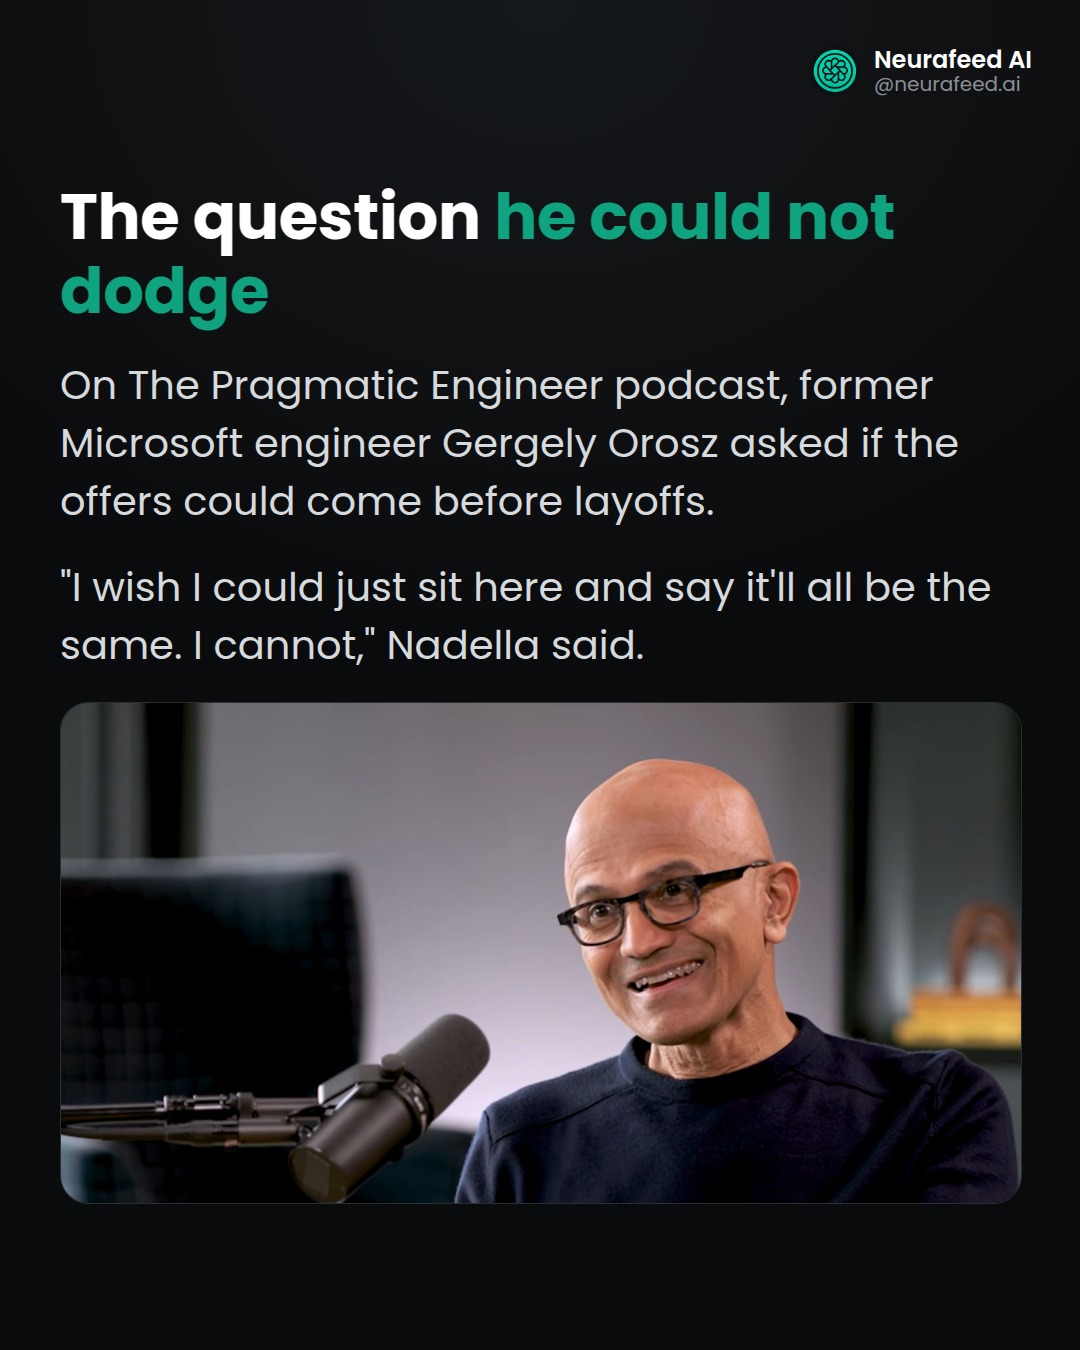 Neurafeed AI
@neurafeed.ai
The question he could not
dodge
On The Pragmatic Engineer podcast, former
Microsoft engineer Gergely Orosz asked if the
offers could come before layoffs.
"I wish I could just sit here and say it'll all be the
same. I cannot," Nadella said.